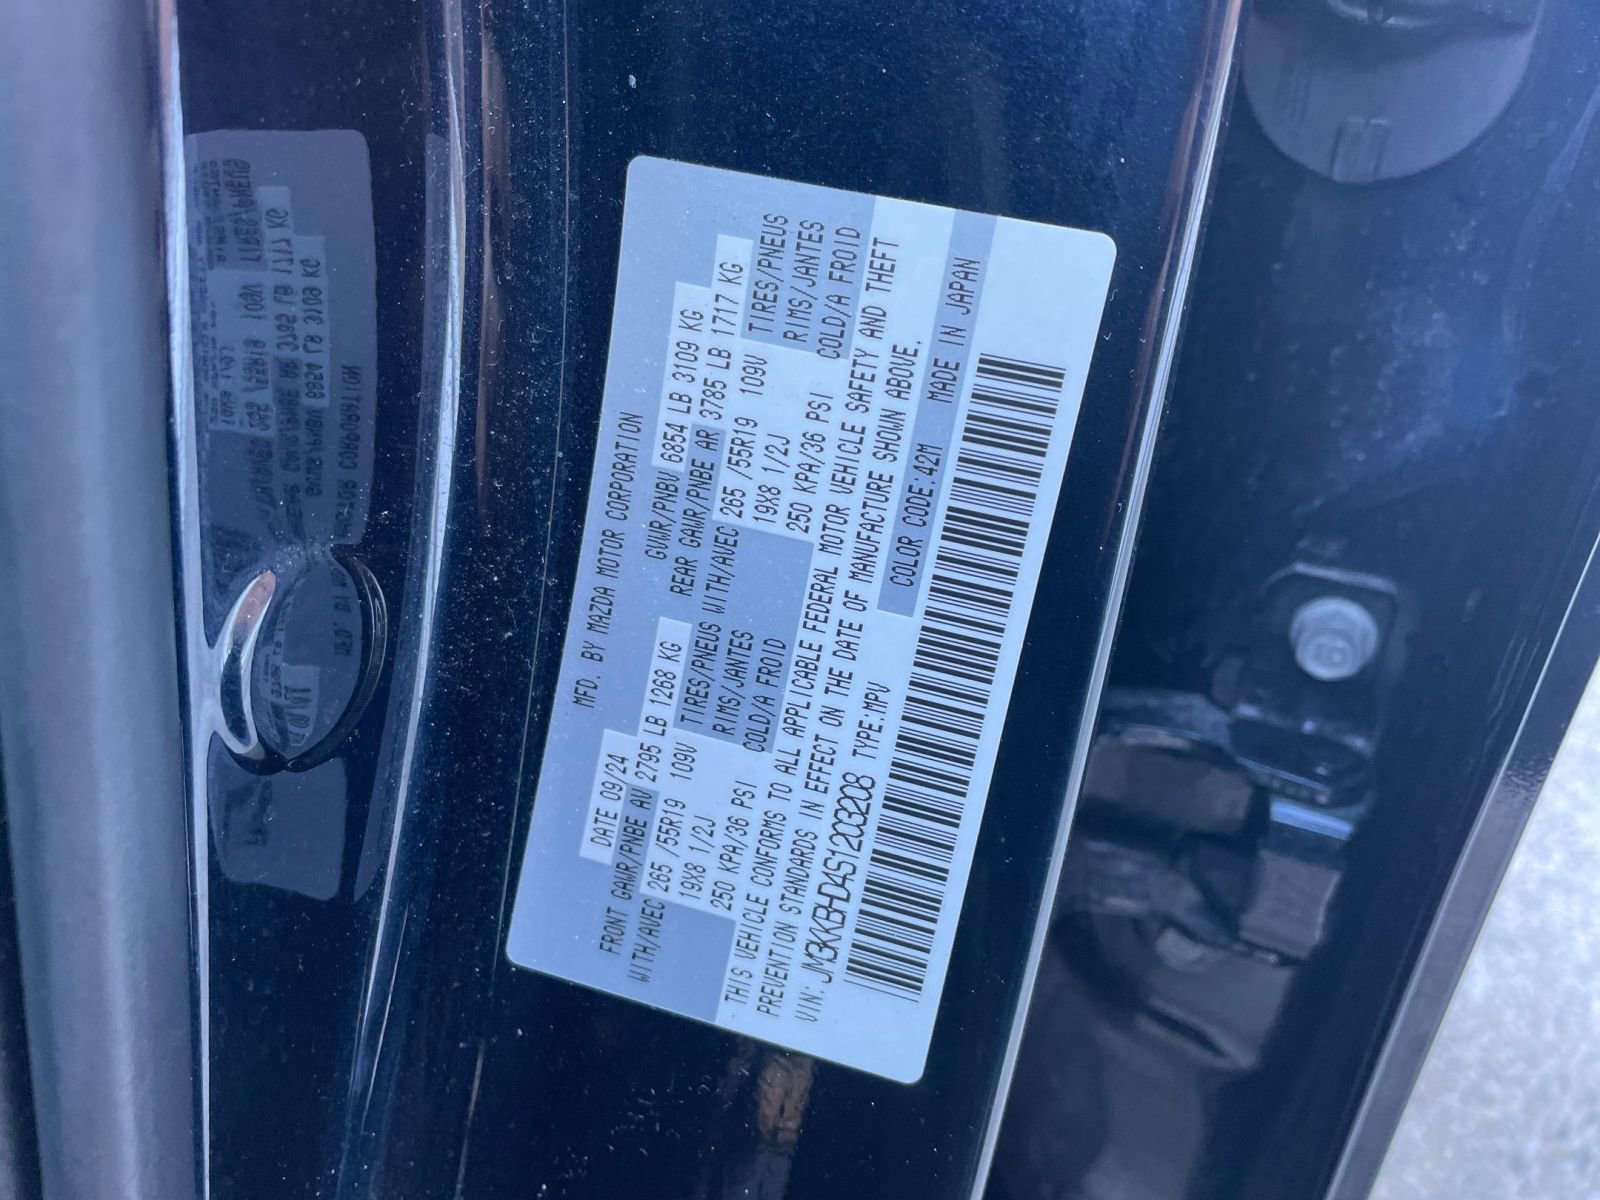 MFD. BY MAZDA MOTOR CORPORATION
DATE 09/24 GVWR/PNBV 6854 LB 3109 KG
FRONT GAWR/PNBE AV 2795 LB 1268 KG REAR GAWR/PNBE AR 3785 LB 1717 KG
WITH/AVEC 265 /55R19 109V TIRES/PNEUS WITH/AVEC 265 /55R19 109V TIRES/PNEUS
19X8 1/2J RIMS/JANTES 19X8 1/2J RIMS/JANTES
250 KPA/36 PSI COLD/A FROID 250 KPA/36 PSI COLD/A FROID
THIS VEHICLE CONFORMS TO ALL APPLICABLE FEDERAL MOTOR VEHICLE SAFETY AND THEFT
PREVENTION STANDARDS IN EFFECT ON THE DATE OF MANUFACTURE SHOWN ABOVE.
VIN: JM3KKBHD4S1203208 TYPE:MPV COLOR CODE:42M MADE IN JAPAN